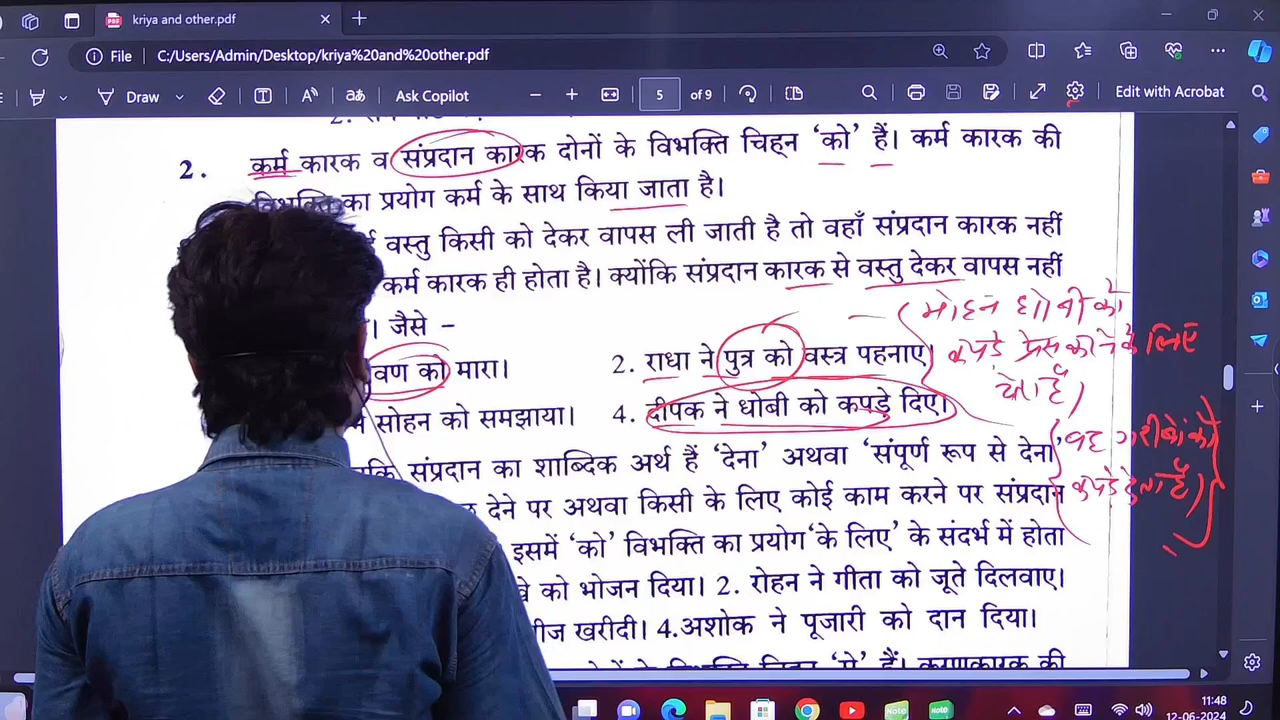 kriya and other.pdf
File C:/Users/Admin/Desktop/kriya%20and%20other.pdf
Draw Ask Copilot 5 of 9 Edit with Acrobat
2. कर्म कारक व संप्रदान कारक दोनों के विभक्ति चिह्न ‘को’ हैं। कर्म कारक की
विभक्ति का प्रयोग कर्म के साथ किया जाता है।
वस्तु किसी को देकर वापस ली जाती है तो वहाँ संप्रदान कारक नहीं
कर्म कारक ही होता है। क्योंकि संप्रदान कारक से वस्तु देकर वापस नहीं
। जैसे –
वण को मारा। 2. राधा ने पुत्र को वस्त्र पहनाए।
सोहन को समझाया। 4. दीपक ने धोबी को कपड़े दिए।
मोहन धोबी को
कपड़े प्रेस करने के लिए
संप्रदान का शाब्दिक अर्थ हैं ‘देना’ अथवा ‘संपूर्ण रूप से देना’
वह गरीबों को
कपड़े देता है।
देने पर अथवा किसी के लिए कोई काम करने पर संप्रदान
इसमें ‘को’ विभक्ति का प्रयोग ‘के लिए’ के संदर्भ में होता
को भोजन दिया। 2. रोहन ने गीता को जूते दिलवाए।
खरीदी। 4.अशोक ने पूजारी को दान दिया।
11:48
12-06-2024